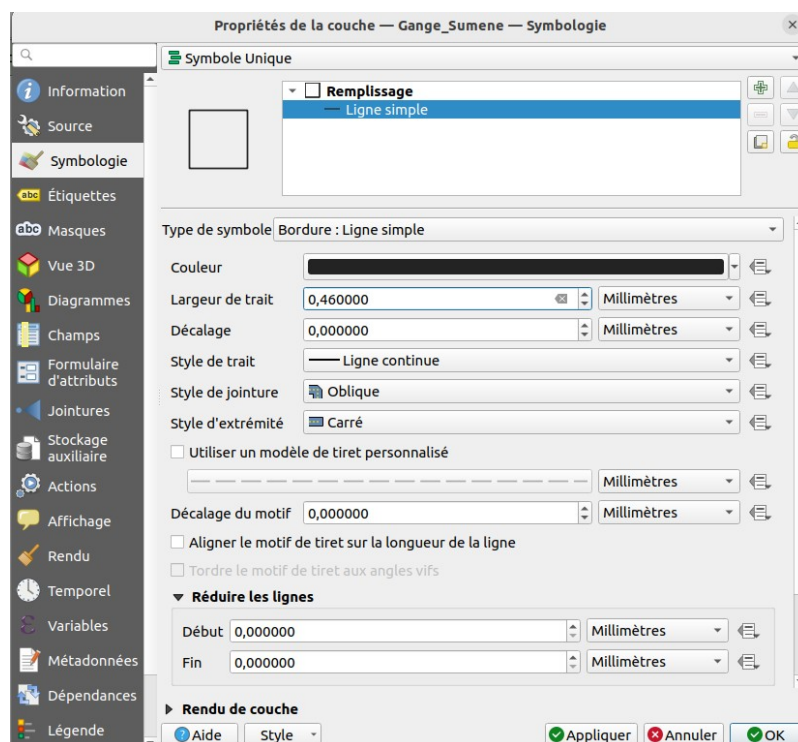 Propriétés de la couche — Gange_Sumene — Symbologie
Symbole Unique
Information
Source
Symbologie
abc Étiquettes
abc Masques
Vue 3D
Diagrammes
Champs
Formulaire
d'attributs
Jointures
Stockage
auxiliaire
Actions
Affichage
Rendu
Temporel
Variables
Métadonnées
Dépendances
Légende
Remplissage
Ligne simple
Type de symbole Bordure : Ligne simple
Couleur
Largeur de trait 0,460000 Millimètres
Décalage 0,000000 Millimètres
Style de trait Ligne continue
Style de jointure Oblique
Style d'extrémité Carré
Utiliser un modèle de tiret personnalisé
Millimètres
Décalage du motif 0,000000 Millimètres
Aligner le motif de tiret sur la longueur de la ligne
Tordre le motif de tiret aux angles vifs
Réduire les lignes
Début 0,000000 Millimètres
Fin 0,000000 Millimètres
Rendu de couche
Aide Style Appliquer Annuler OK